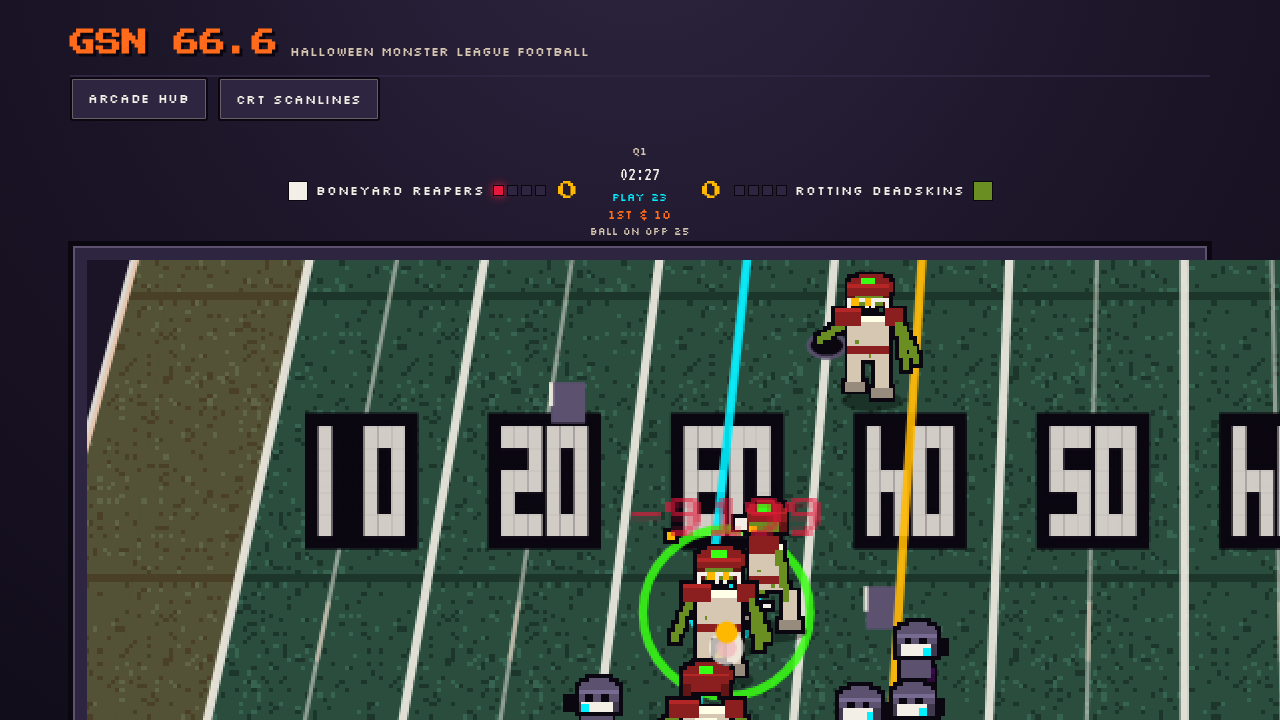 GSN 66.6
HALLOWEEN MONSTER LEAGUE FOOTBALL
ARCADE HUB
CRT SCANLINES
Q1
BONEYARD REAPERS 0 02:27 0 ROTTING DEADSKINS
PLAY 23
1ST & 10
BALL ON OPP 25
10 20 40 50